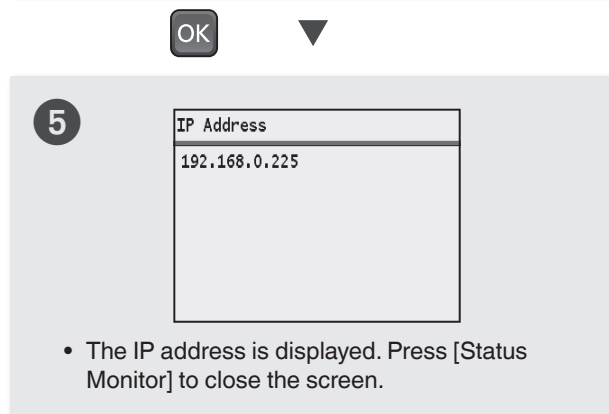 OK
5
IP Address
192.168.0.225
• The IP address is displayed. Press [Status
Monitor] to close the screen.